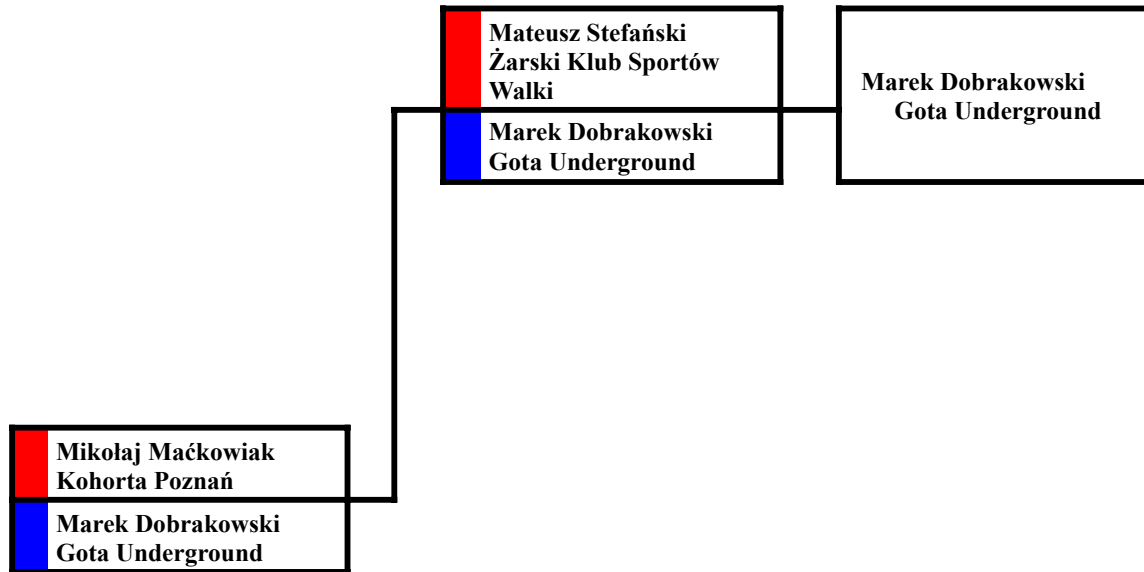 Mateusz Stefański
Żarski Klub Sportów
Walki
Marek Dobrakowski
Gota Underground
Marek Dobrakowski
Gota Underground
Mikołaj Maćkowiak
Kohorta Poznań
Marek Dobrakowski
Gota Underground